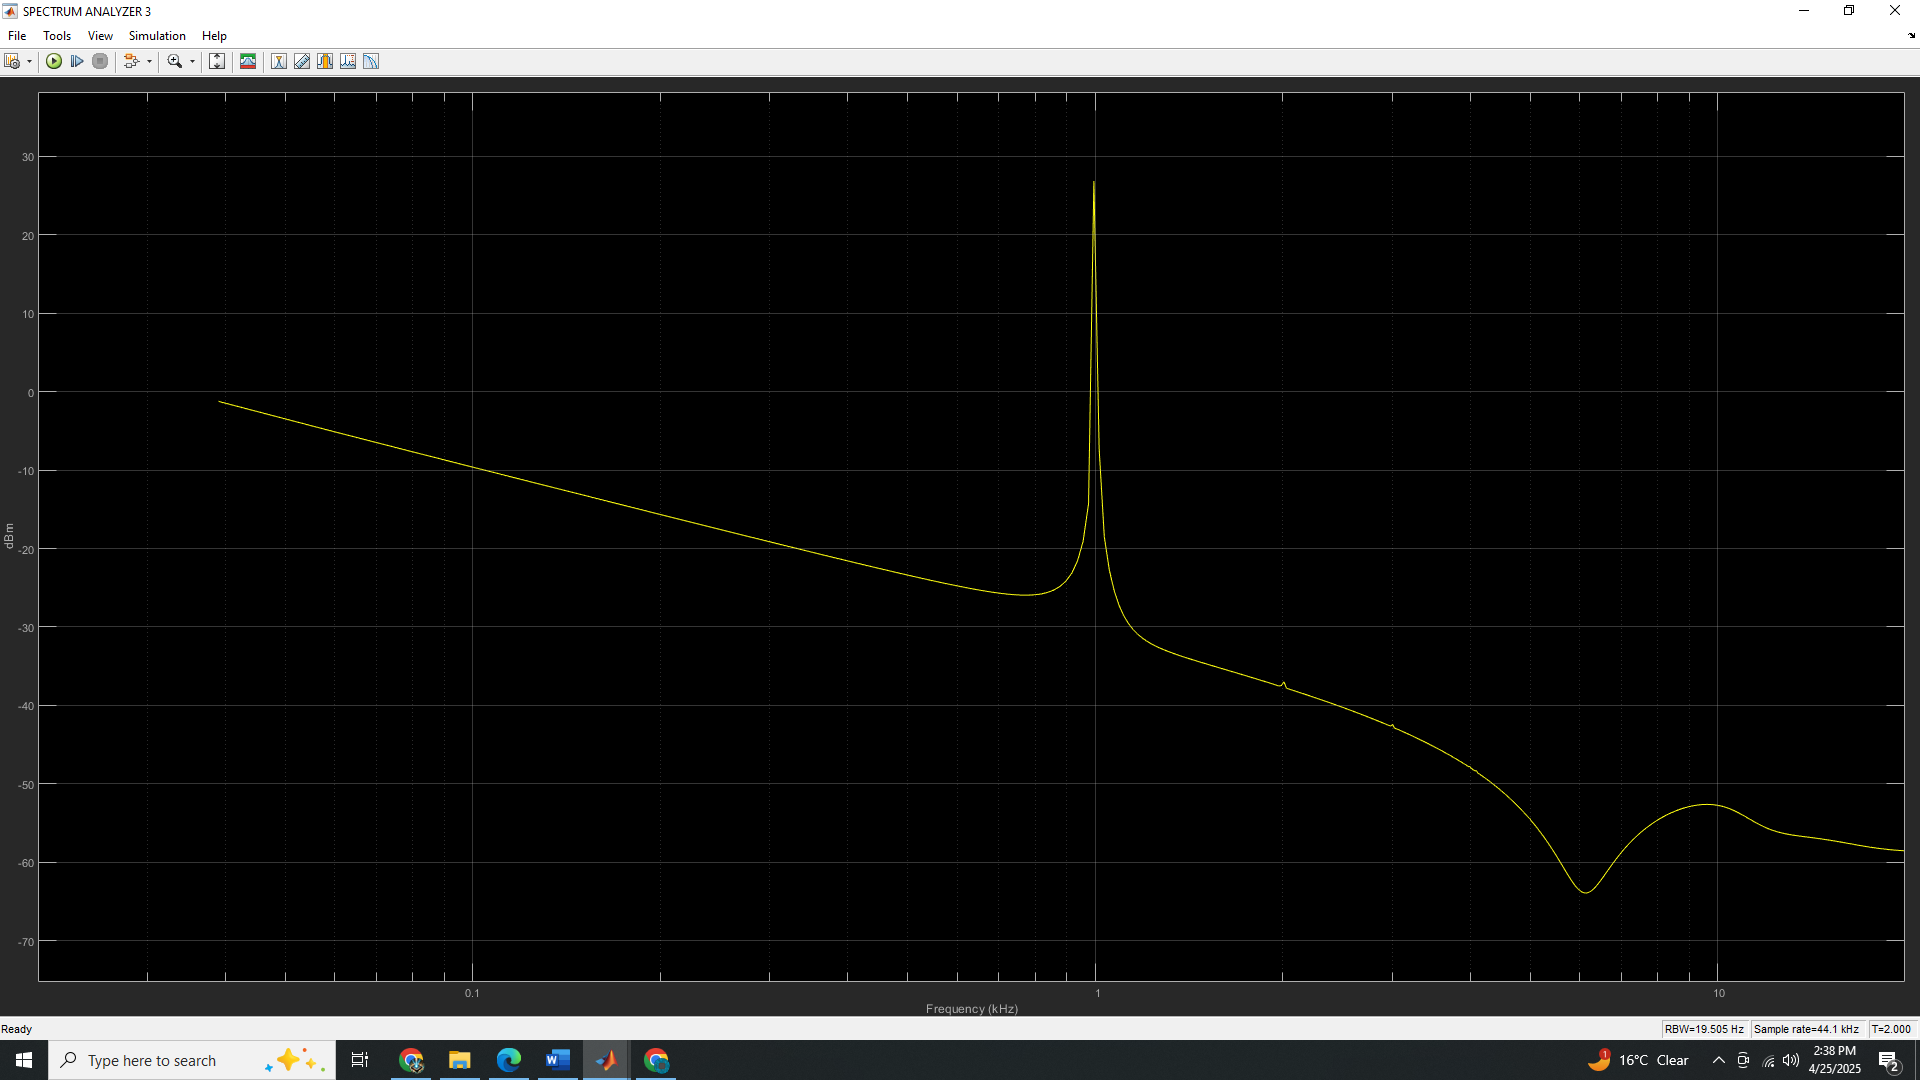 SPECTRUM ANALYZER 3
File Tools View Simulation Help
30
20
10
0
-10
-20
-30
-40
-50
-60
-70
dBm
0.1 1 10
Frequency (kHz)
Ready RBW=19.505 Hz Sample rate=44.1 kHz T=2.000
Type here to search 1 16°C Clear 2:38 PM
4/25/2025 2